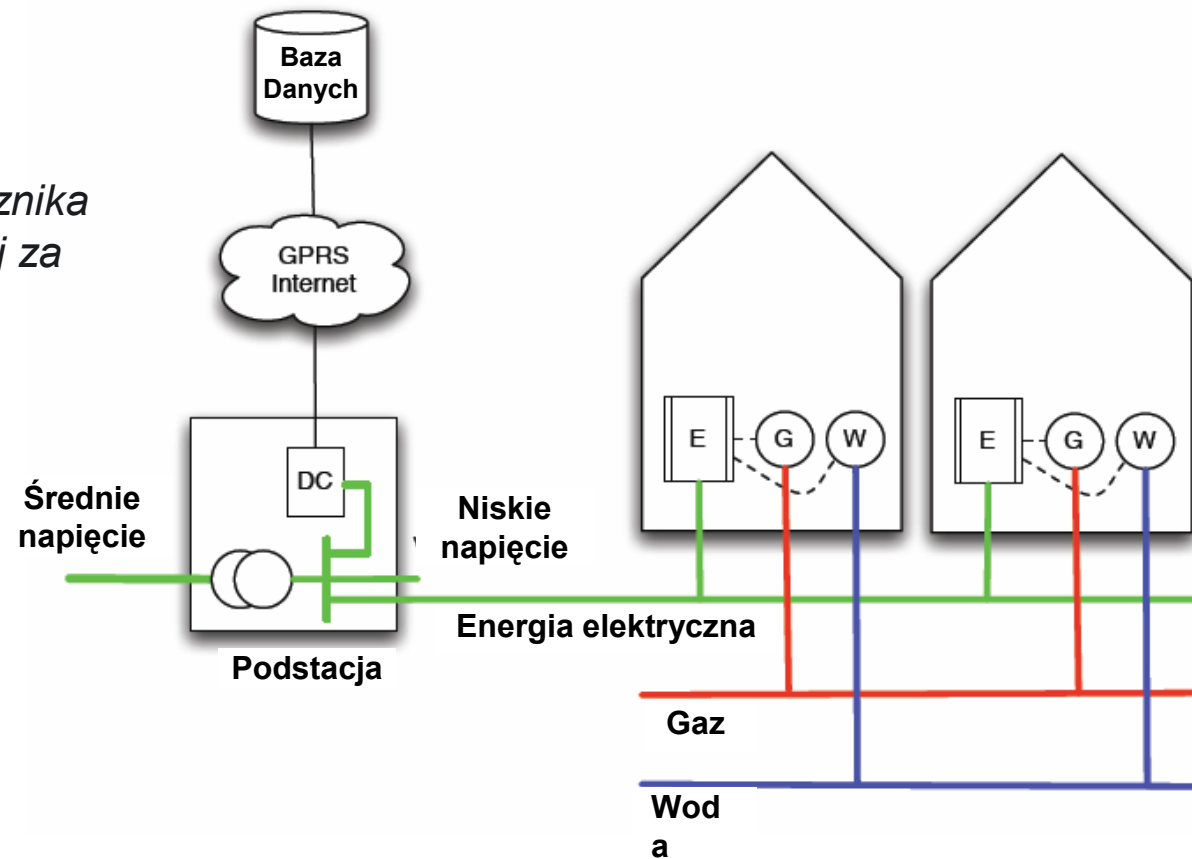 Baza
Danych
znika
j za
GPRS
Internet
E
G
W
E
G
W
DC
Średnie
napięcie
Niskie
napięcie
Energia elektryczna
Podstacja
Gaz
Wod
a